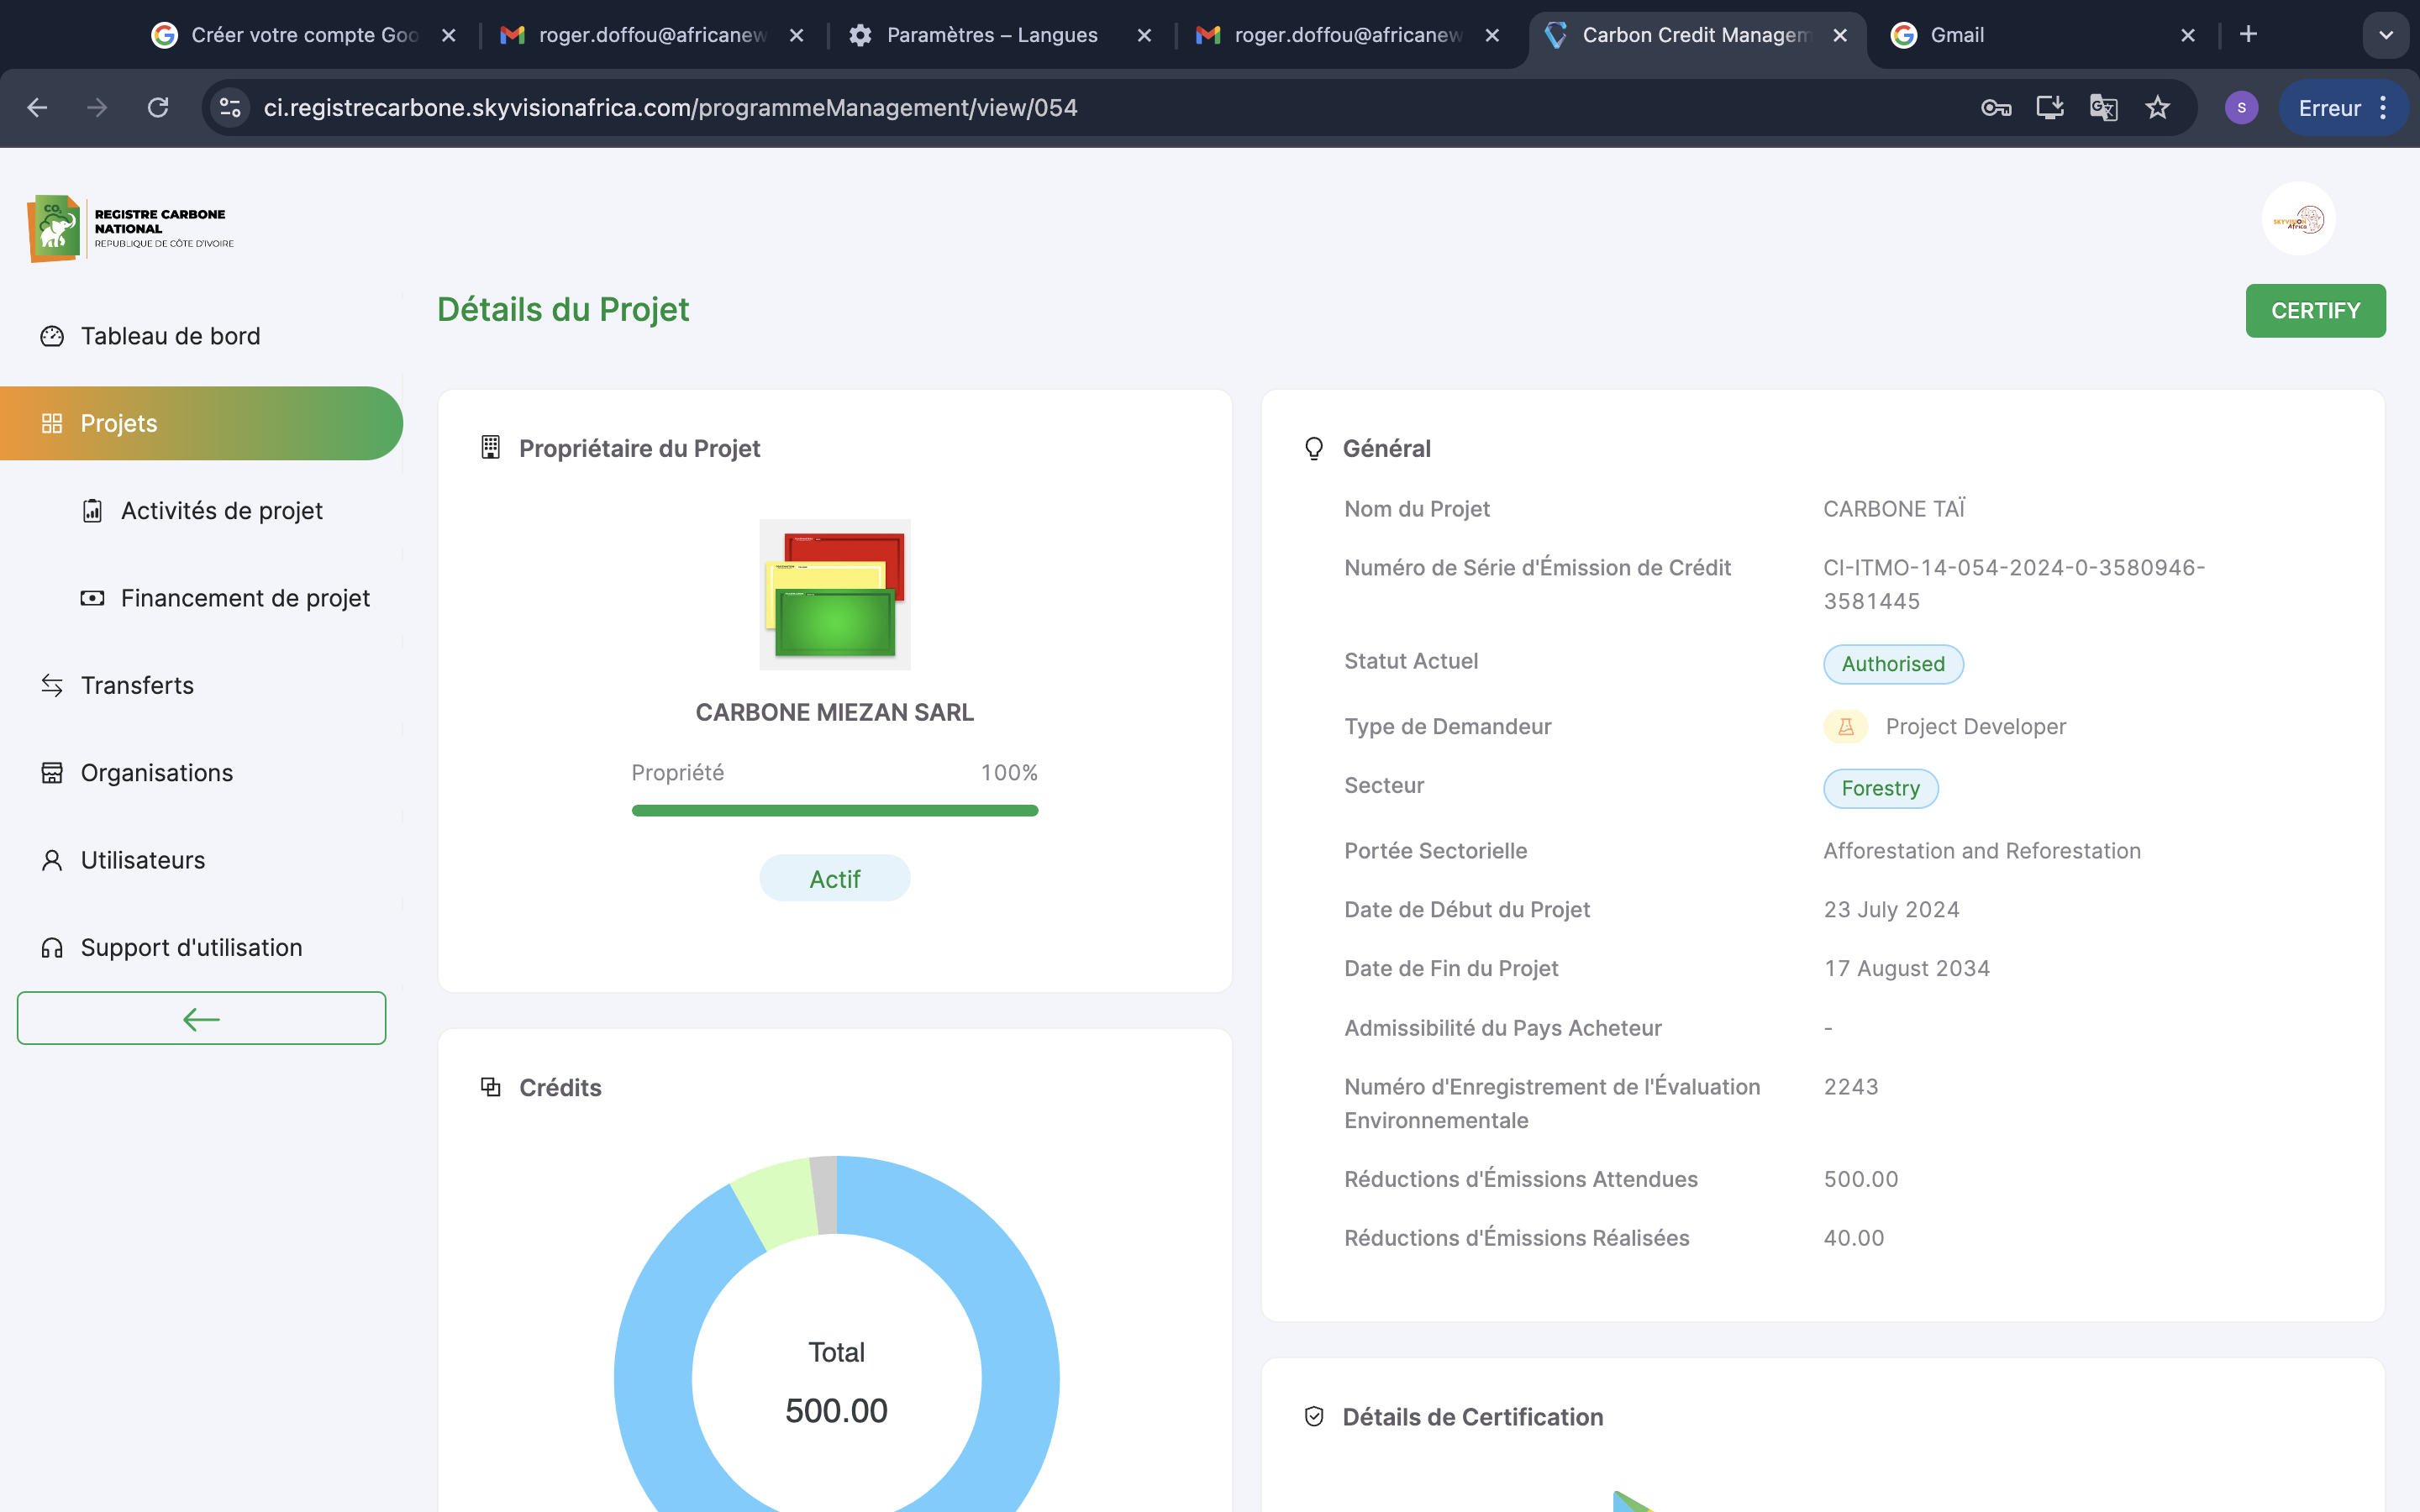 Créer votre compte Goo
roger.doffou@africanew
Paramètres – Langues
roger.doffou@africanew
Carbon Credit Managem
Gmail
ci.registrecarbone.skyvisionafrica.com/programmeManagement/view/054
S
Erreur
CO2
REGISTRE CARBONE
NATIONAL
REPUBLIQUE DE CÔTE D'IVOIRE
SKYVISION
Africa
Tableau de bord
Projets
Activités de projet
Financement de projet
Transferts
Organisations
Utilisateurs
Support d'utilisation
Détails du Projet
CERTIFY
Propriétaire du Projet
CARBONE MIEZAN SARL
Propriété 100%
Actif
Crédits
Total
500.00
Général
Nom du Projet CARBONE TAÏ
Numéro de Série d'Émission de Crédit CI-ITMO-14-054-2024-0-3580946-
3581445
Statut Actuel Authorised
Type de Demandeur Project Developer
Secteur Forestry
Portée Sectorielle Afforestation and Reforestation
Date de Début du Projet 23 July 2024
Date de Fin du Projet 17 August 2034
Admissibilité du Pays Acheteur -
Numéro d'Enregistrement de l'Évaluation 2243
Environnementale
Réductions d'Émissions Attendues 500.00
Réductions d'Émissions Réalisées 40.00
Détails de Certification